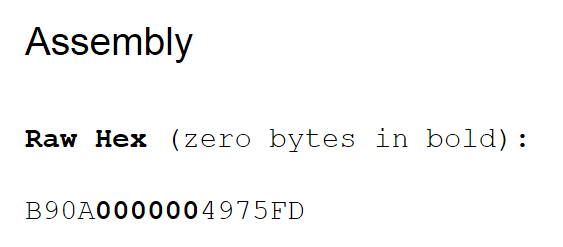 Assembly
Raw Hex (zero bytes in bold):
B90A0000004975FD